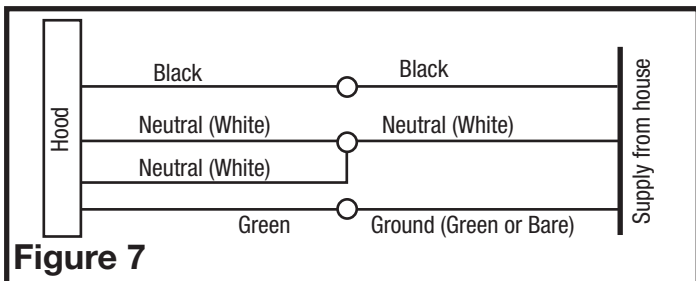 Black
Black
Hood
Neutral (White)
Neutral (White)
Neutral (White)
Green
Ground (Green or Bare)
Supply from house
Figure 7